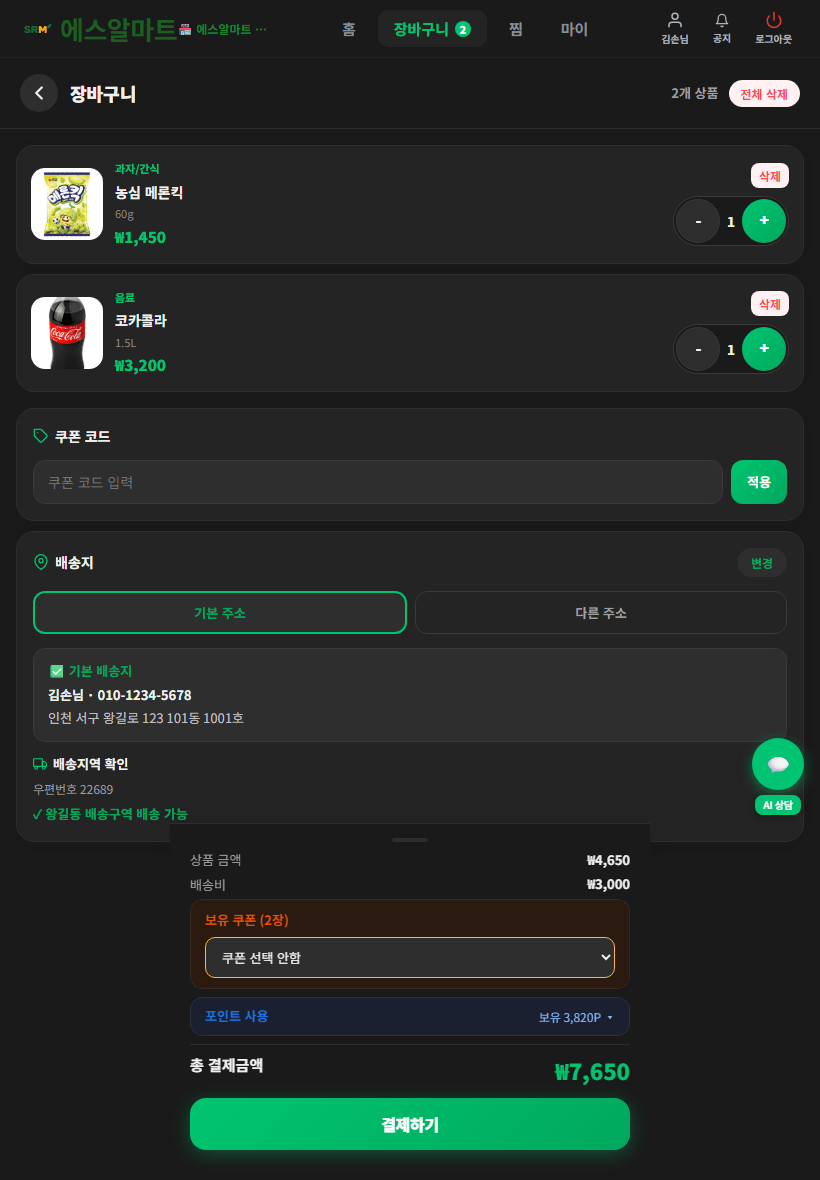 SRM 에스알마트 에스알마트 ...
홈
장바구니 2
찜
마이
김손님
공지
로그아웃
장바구니
2개 상품
전체 삭제
과자/간식
농심 메론킥
60g
₩1,450
삭제
- 1 +
메론킥
음료
코카콜라
1.5L
₩3,200
삭제
- 1 +
Coca-Cola
쿠폰 코드
쿠폰 코드 입력
적용
배송지
변경
기본 주소
다른 주소
✅ 기본 배송지
김손님 · 010-1234-5678
인천 서구 왕길로 123 101동 1001호
배송지역 확인
우편번호 22689
✓ 왕길동 배송구역 배송 가능
AI 상담
상품 금액 ₩4,650
배송비 ₩3,000
보유 쿠폰 (2장)
쿠폰 선택 안함
포인트 사용
보유 3,820P ▾
총 결제금액 ₩7,650
결제하기